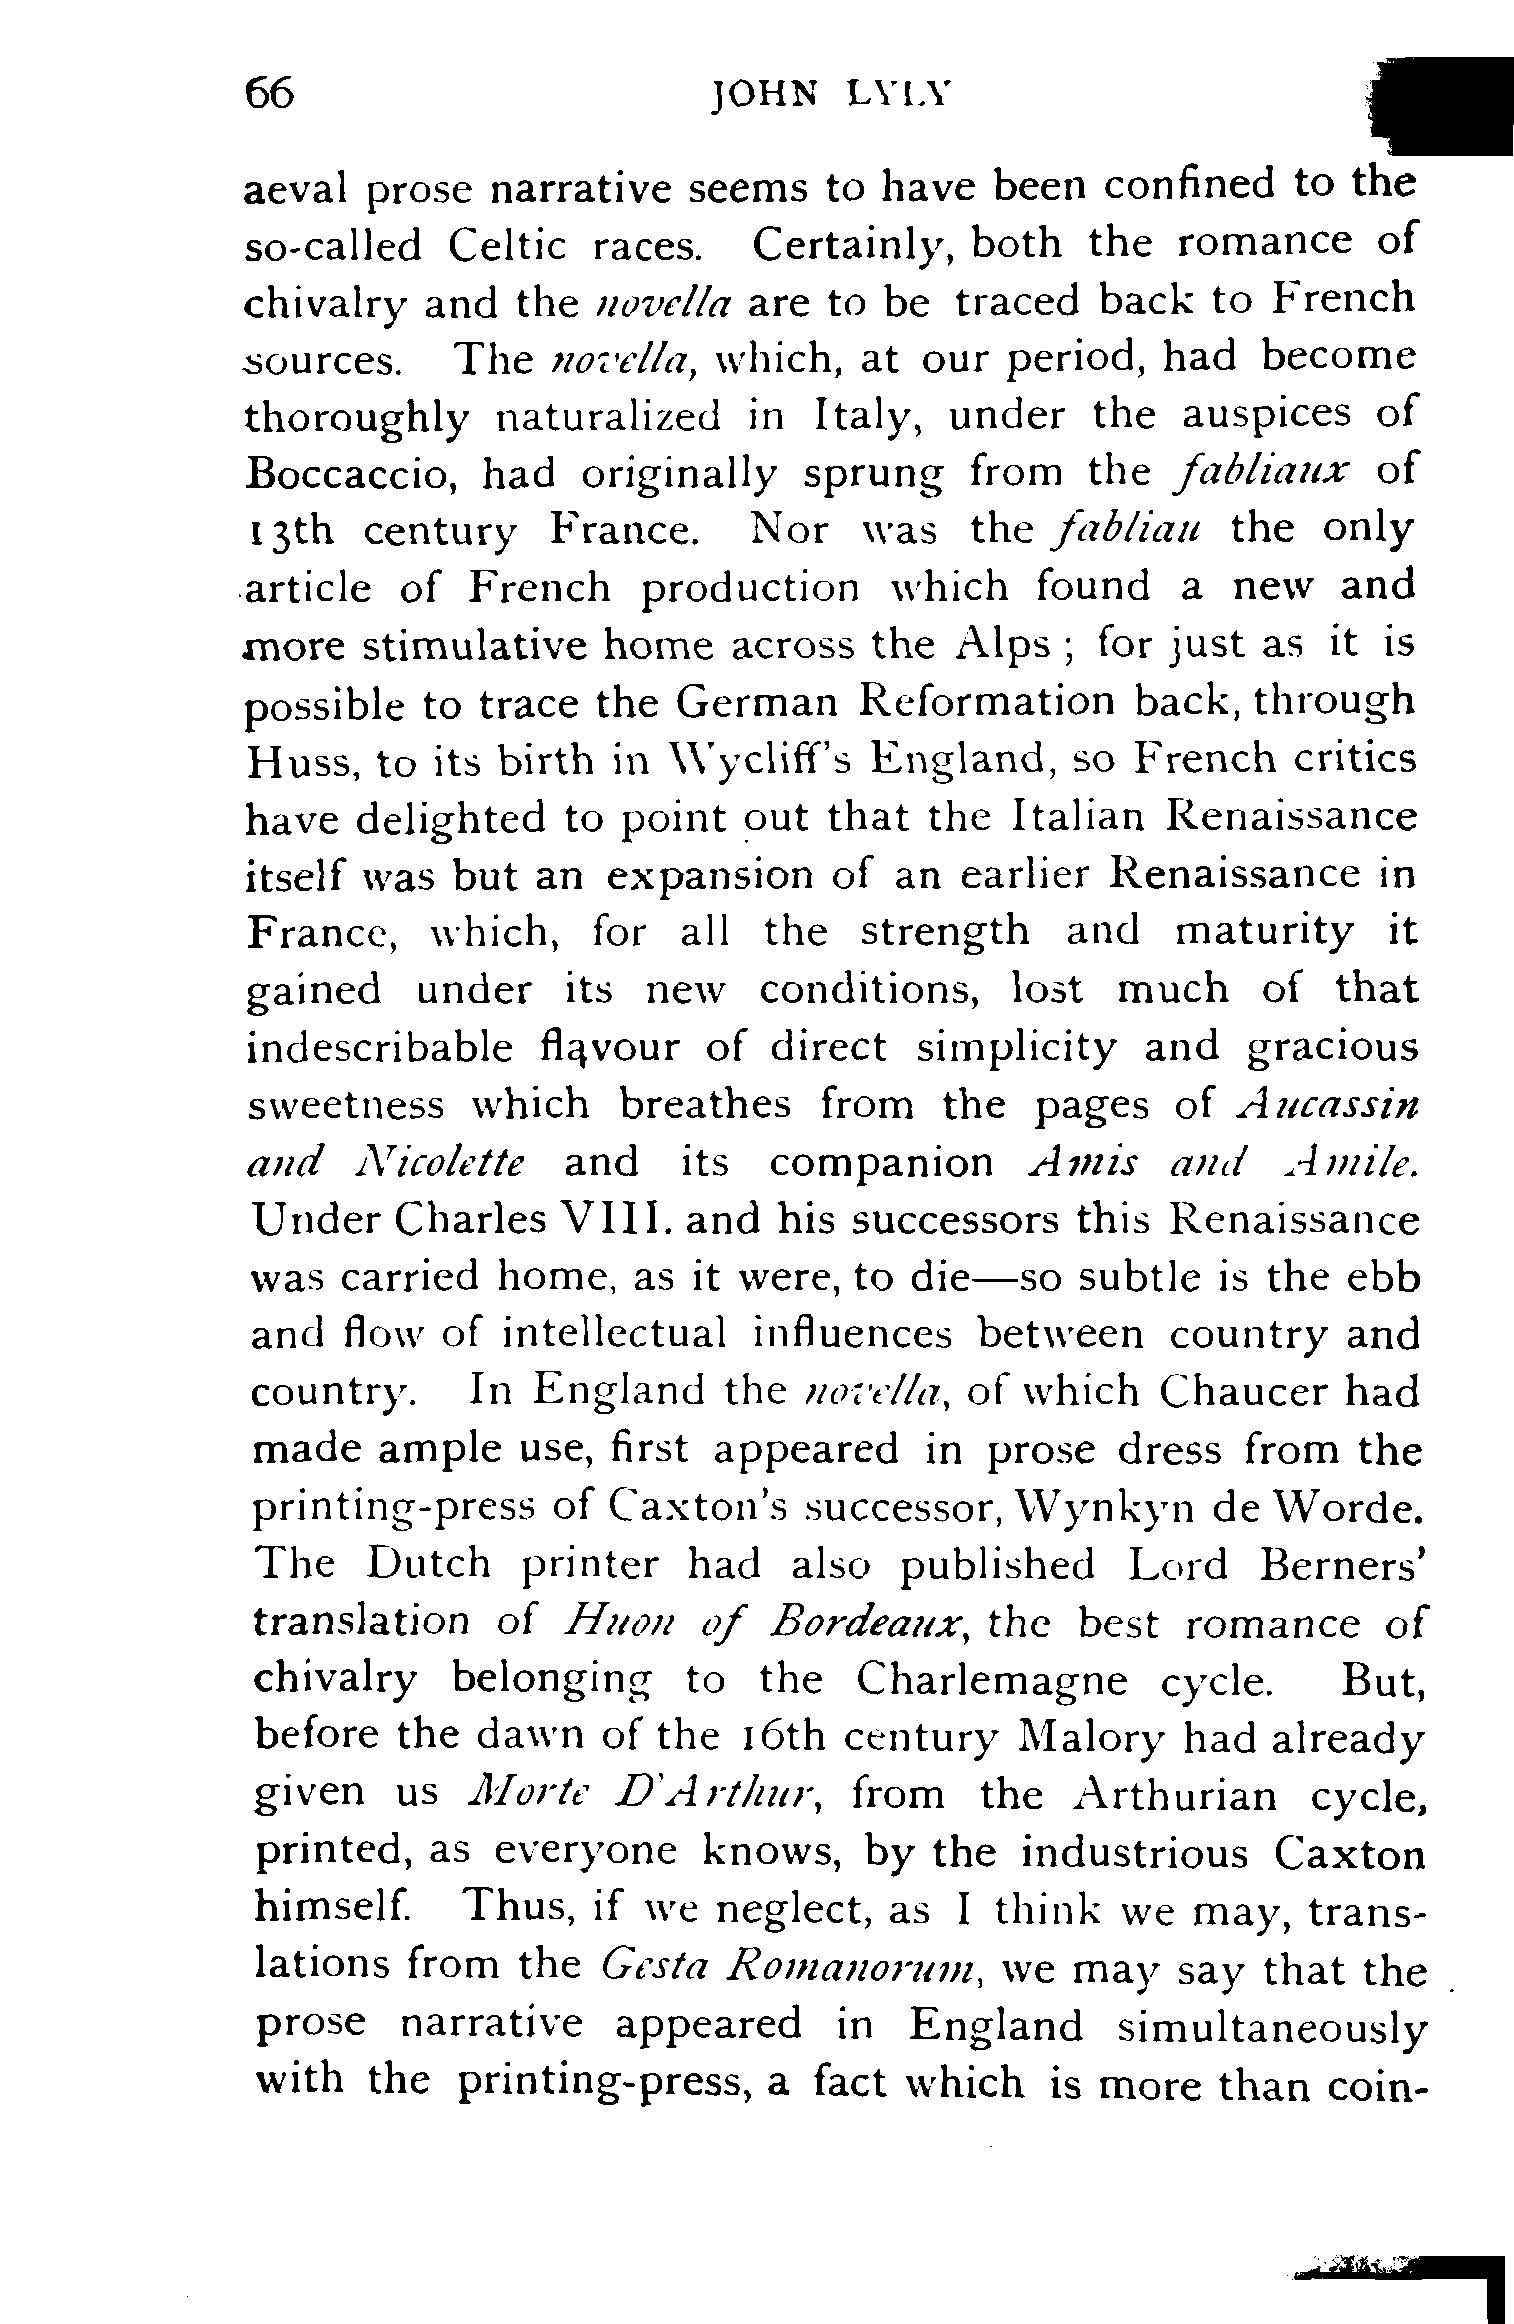 66 JOHN LYLY
aeval prose narrative seems to have been confined to the
so-called Celtic races. Certainly, both the romance of
chivalry and the novella are to be traced back to French
sources. The novella, which, at our period, had become
thoroughly naturalized in Italy, under the auspices of
Boccaccio, had originally sprung from the fabliaux of
13th century France. Nor was the fabliau the only
article of French production which found a new and
more stimulative home across the Alps ; for just as it is
possible to trace the German Reformation back, through
Huss, to its birth in Wycliff's England, so French critics
have delighted to point out that the Italian Renaissance
itself was but an expansion of an earlier Renaissance in
France, which, for all the strength and maturity it
gained under its new conditions, lost much of that
indescribable flavour of direct simplicity and gracious
sweetness which breathes from the pages of Aucassin
and Nicolette and its companion Amis and Amile.
Under Charles VIII. and his successors this Renaissance
was carried home, as it were, to die—so subtle is the ebb
and flow of intellectual influences between country and
country. In England the novella, of which Chaucer had
made ample use, first appeared in prose dress from the
printing-press of Caxton's successor, Wynkyn de Worde.
The Dutch printer had also published Lord Berners'
translation of Huon of Bordeaux, the best romance of
chivalry belonging to the Charlemagne cycle. But,
before the dawn of the 16th century Malory had already
given us Morte D'Arthur, from the Arthurian cycle,
printed, as everyone knows, by the industrious Caxton
himself. Thus, if we neglect, as I think we may, trans-
lations from the Gesta Romanorum, we may say that the
prose narrative appeared in England simultaneously
with the printing-press, a fact which is more than coin-